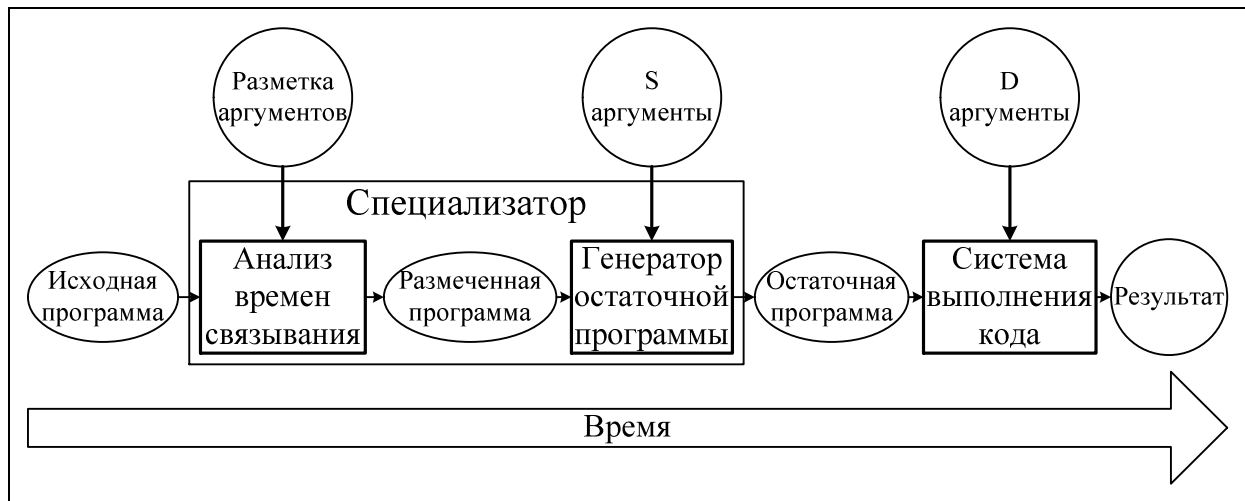 Разметка
аргументов
S
аргументы
D
аргументы
Специализатор
Исходная
программа
Анализ
времен
связывания
Размеченная
программа
Генератор
остаточной
программы
Остаточная
программа
Система
выполнения
кода
Результат
Время